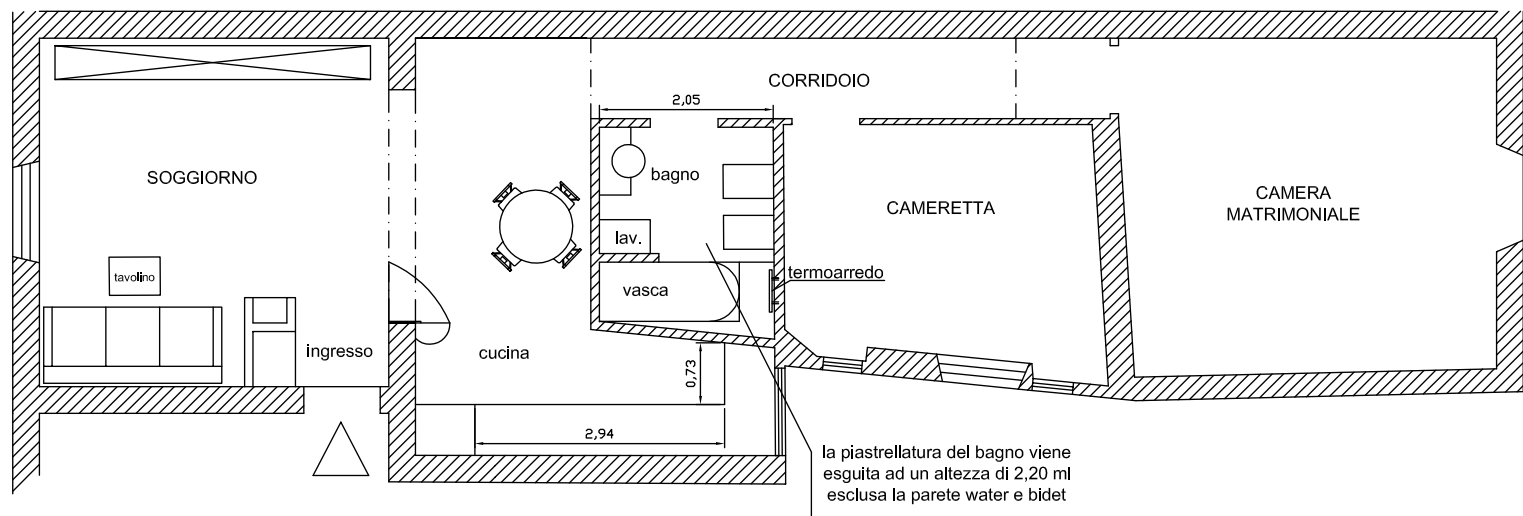 CORRIDOIO
2,05
SOGGIORNO
bagno
CAMERETTA
CAMERA
MATRIMONIALE
lav.
tavolino
termoarredo
vasca
ingresso
cucina
0,73
2,94
la piastrellatura del bagno viene
esguita ad un altezza di 2,20 ml
esclusa la parete water e bidet